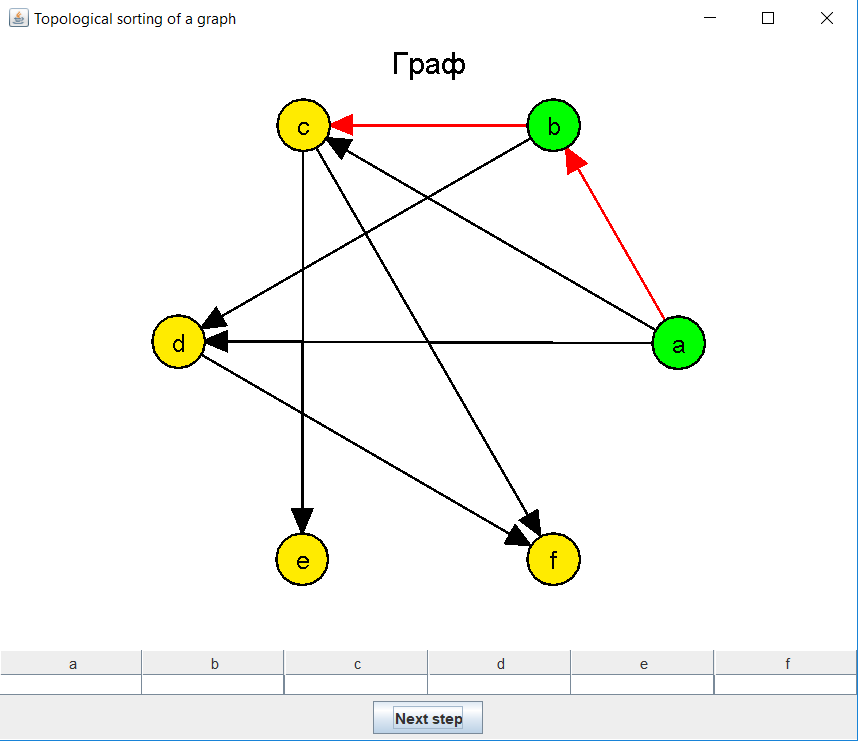 Topological sorting of a graph
Граф
c b
d a
e f
a b c d e f
Next step